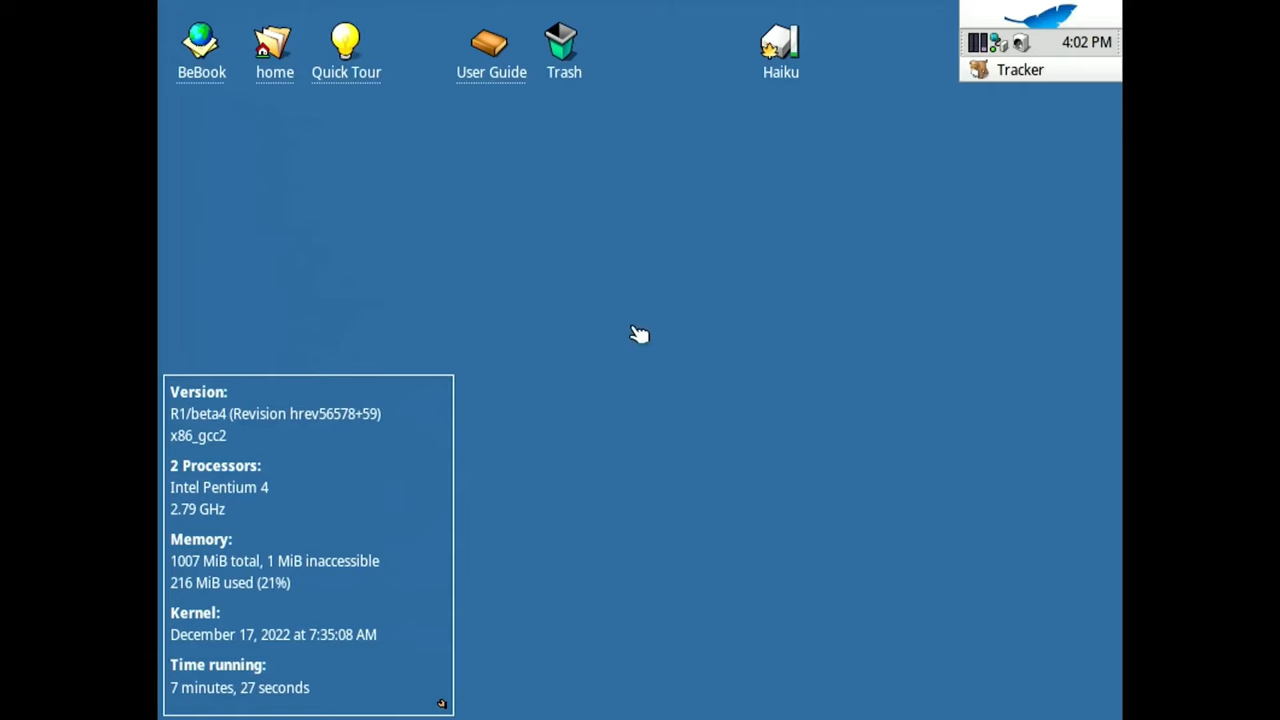 BeBook
home
Quick Tour
User Guide
Trash
Haiku
4:02 PM
Tracker
Version:
R1/beta4 (Revision hrev56578+59)
x86_gcc2
2 Processors:
Intel Pentium 4
2.79 GHz
Memory:
1007 MiB total, 1 MiB inaccessible
216 MiB used (21%)
Kernel:
December 17, 2022 at 7:35:08 AM
Time running:
7 minutes, 27 seconds